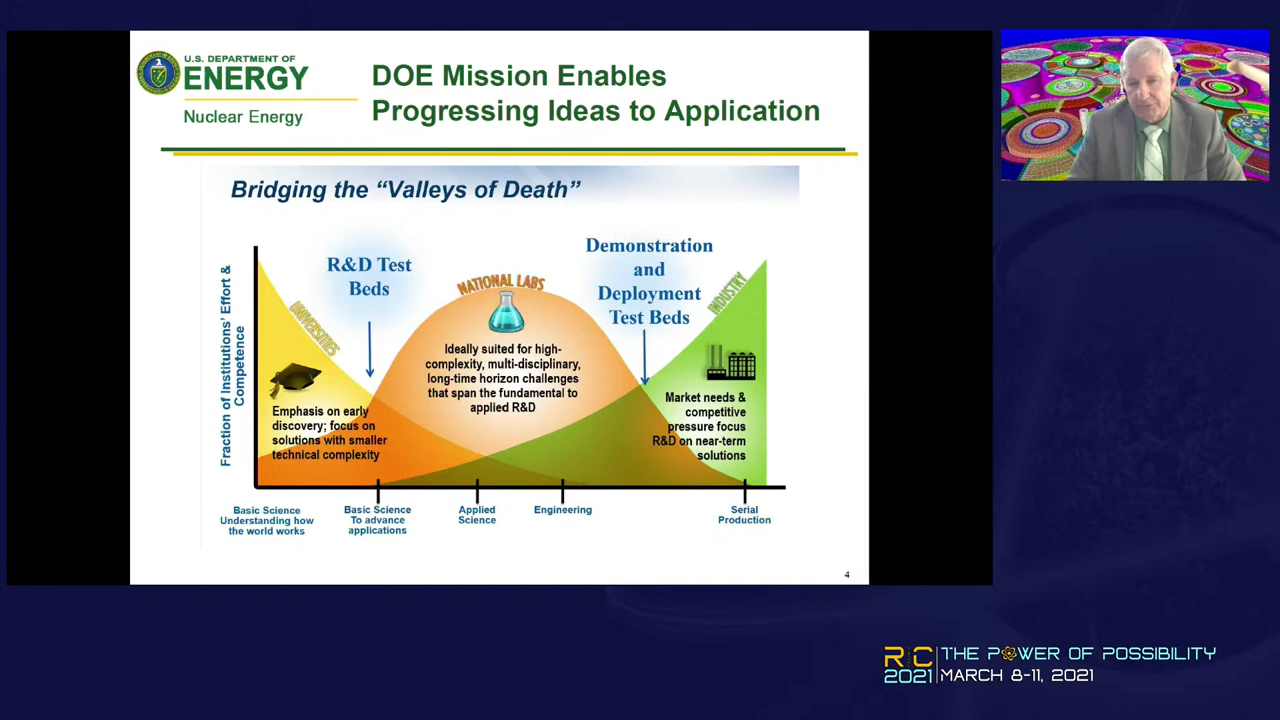 U.S. DEPARTMENT OF
ENERGY
Nuclear Energy
DOE Mission Enables
Progressing Ideas to Application
Bridging the “Valleys of Death”
Fraction of Institutions’ Effort &
Competence
UNIVERSITIES
R&D Test
Beds
NATIONAL LABS
Demonstration
and
Deployment
Test Beds
INDUSTRY
Emphasis on early
discovery; focus on
solutions with smaller
technical complexity
Ideally suited for high-
complexity, multi-disciplinary,
long-time horizon challenges
that span the fundamental to
applied R&D
Market needs &
competitive
pressure focus
R&D on near-term
solutions
Basic Science
Understanding how
the world works
Basic Science
To advance
applications
Applied
Science
Engineering
Serial
Production
4
RIC
2021
THE POWER OF POSSIBILITY
MARCH 8-11, 2021